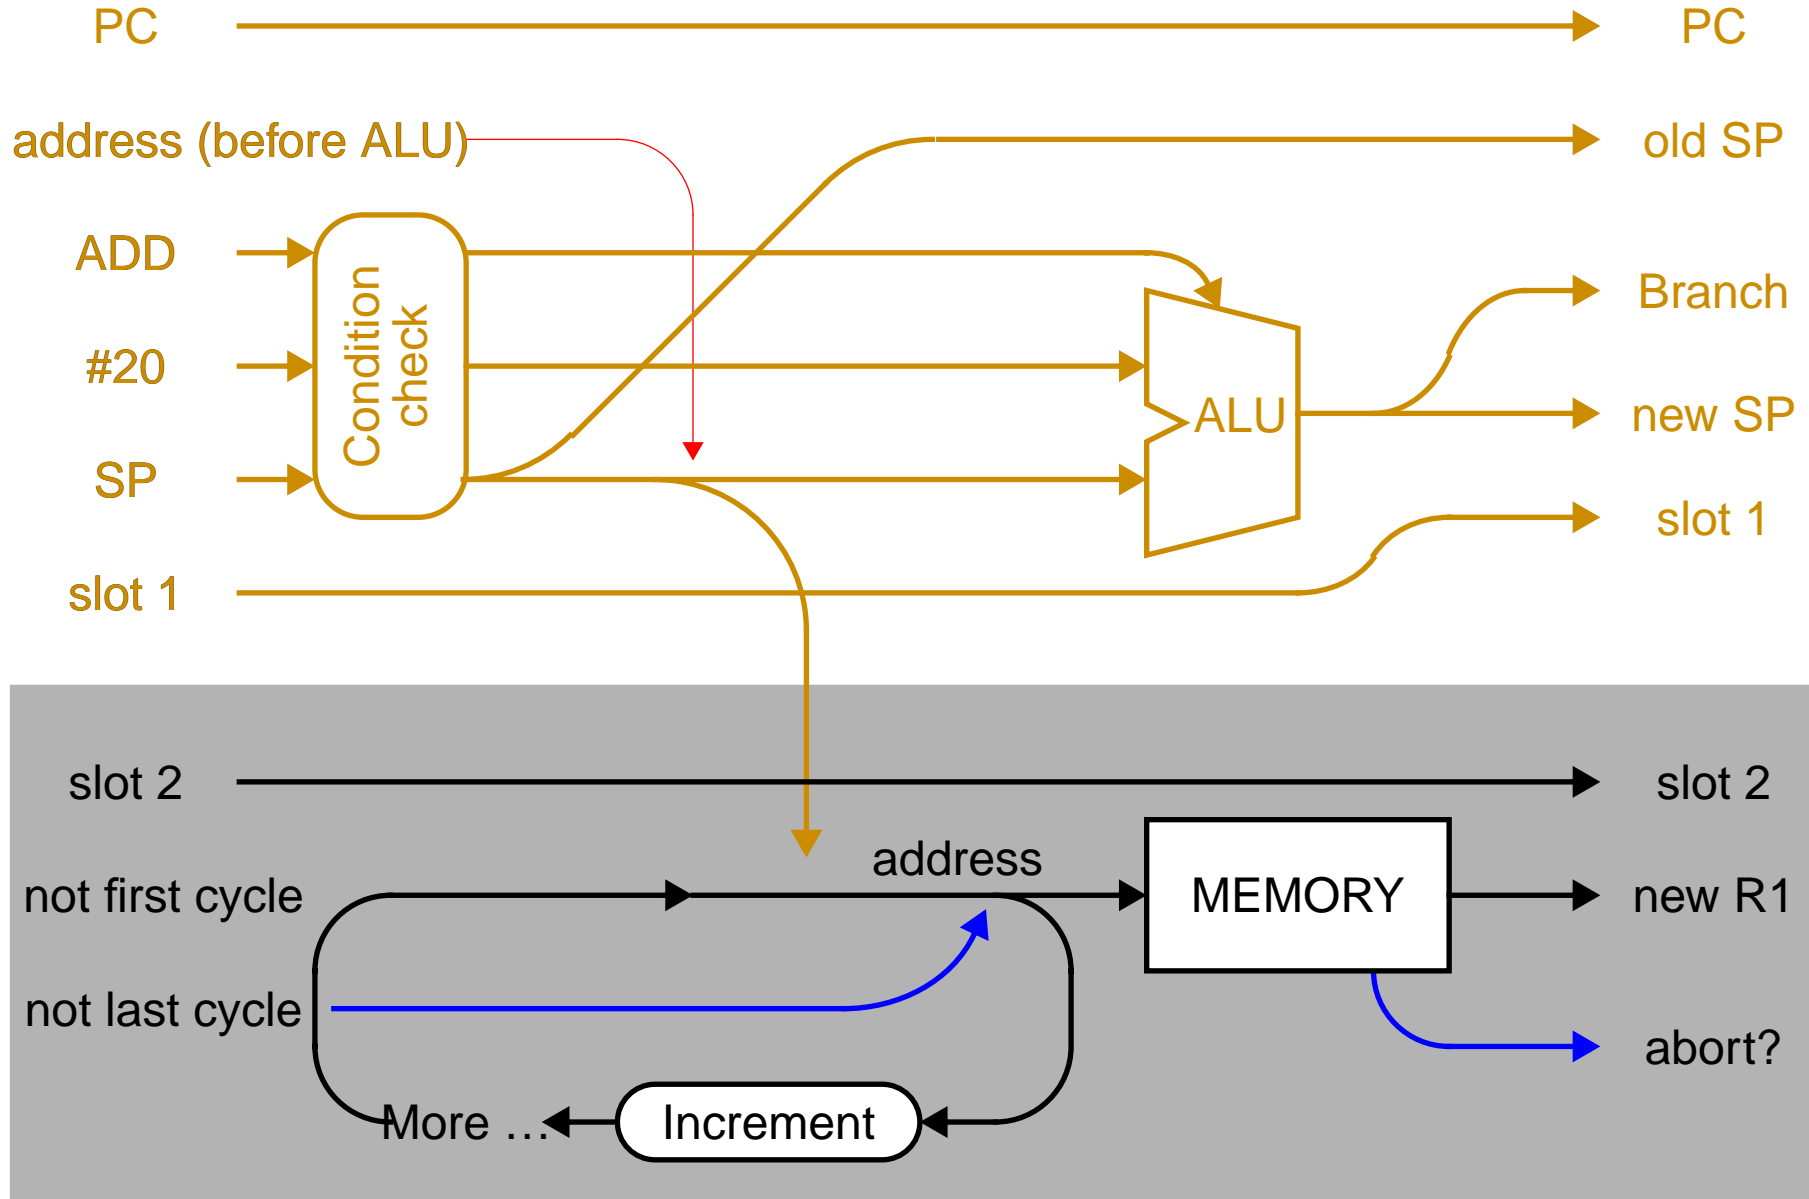 PC
PC
address (before ALU)
old SP
ADD
Branch
Condition
check
#20
ALU
new SP
SP
slot 1
slot 1
slot 2
slot 2
address
not first cycle
MEMORY
new R1
not last cycle
abort?
More …
Increment